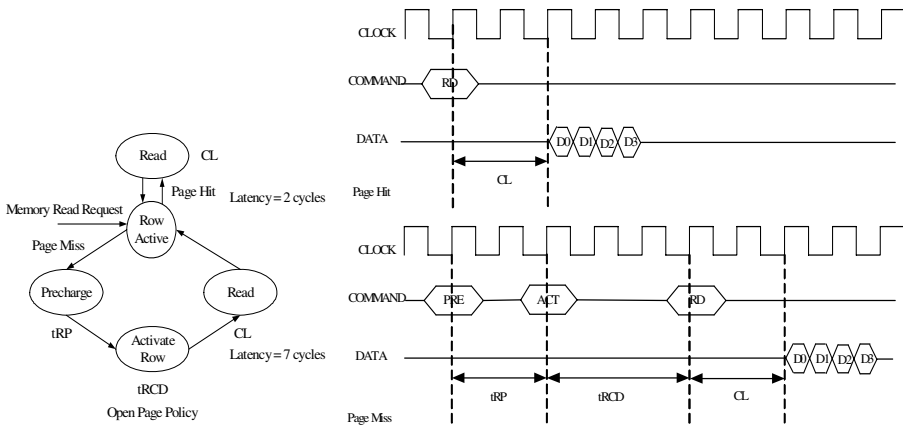 Read
CL
Page Hit
Latency = 2 cycles
Memory Read Request
Row
Active
Page Miss
Precharge
Read
tRP
CL
Activate
Row
Latency = 7 cycles
tRCD
Open Page Policy
CLOCK
COMMAND
RD
DATA
D0 D1 D2 D3
CL
Page Hit
CLOCK
COMMAND
PRE ACT RD
DATA
D0 D1 D2 D3
tRP tRCD CL
Page Miss